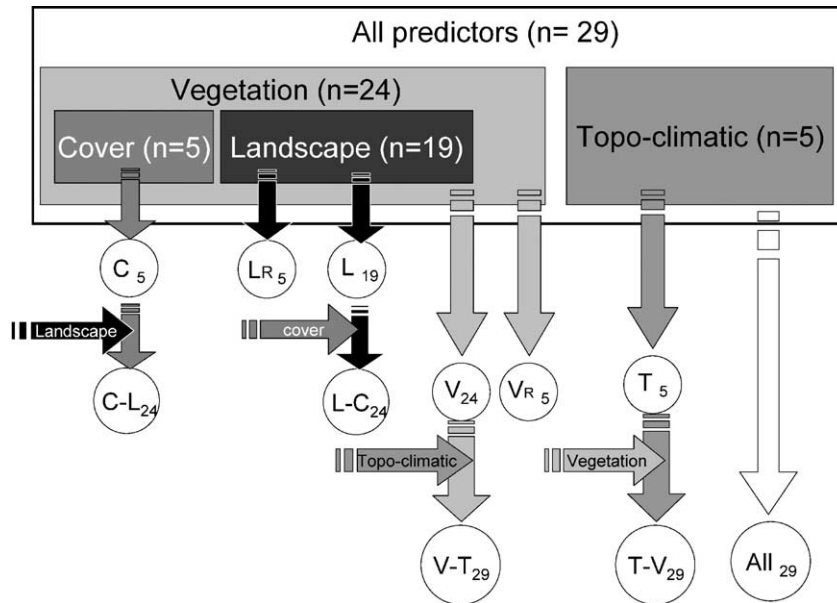 All predictors (n= 29)
Vegetation (n=24)
Cover (n=5)
Landscape (n=19)
Topo-climatic (n=5)
C 5
LR 5
L 19
Landscape
cover
C-L24
L-C24
V24
VR 5
T 5
Topo-climatic
Vegetation
V-T29
T-V29
All 29